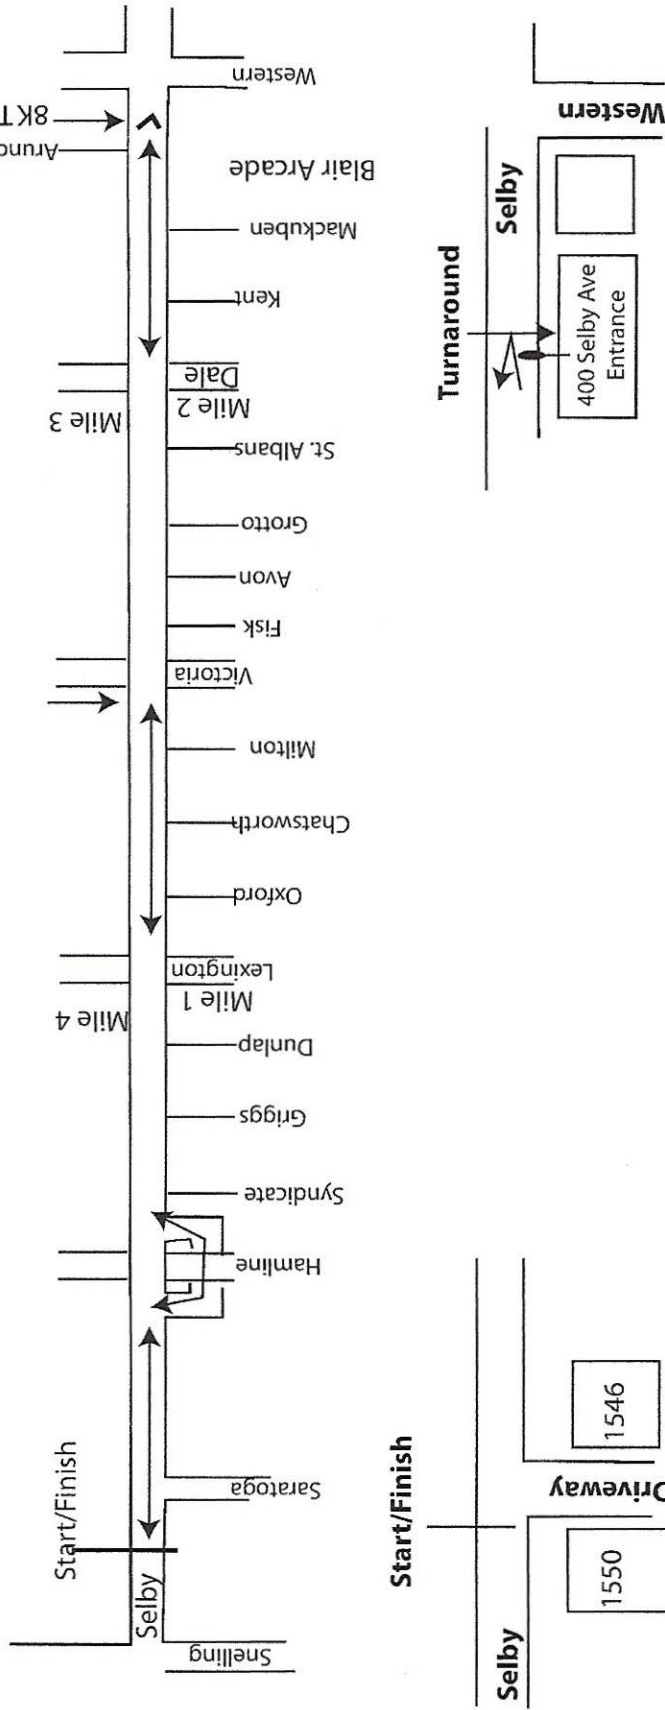 Western
8K T
Arund
Blair Arcade
Mackuben
Kent
Dale
Mile 3
Mile 2
St. Albans
Grotto
Avon
Fisk
Victoria
Milton
Chatsworth
Oxford
Lexington
Mile 4
Mile 1
Dunlap
Griggs
Syndicate
Hamline
Start/Finish
Saratoga
Selby
Snelling
Western
Selby
Turnaround
400 Selby Ave
Entrance
Start/Finish
1546
Driveway
1550
Selby